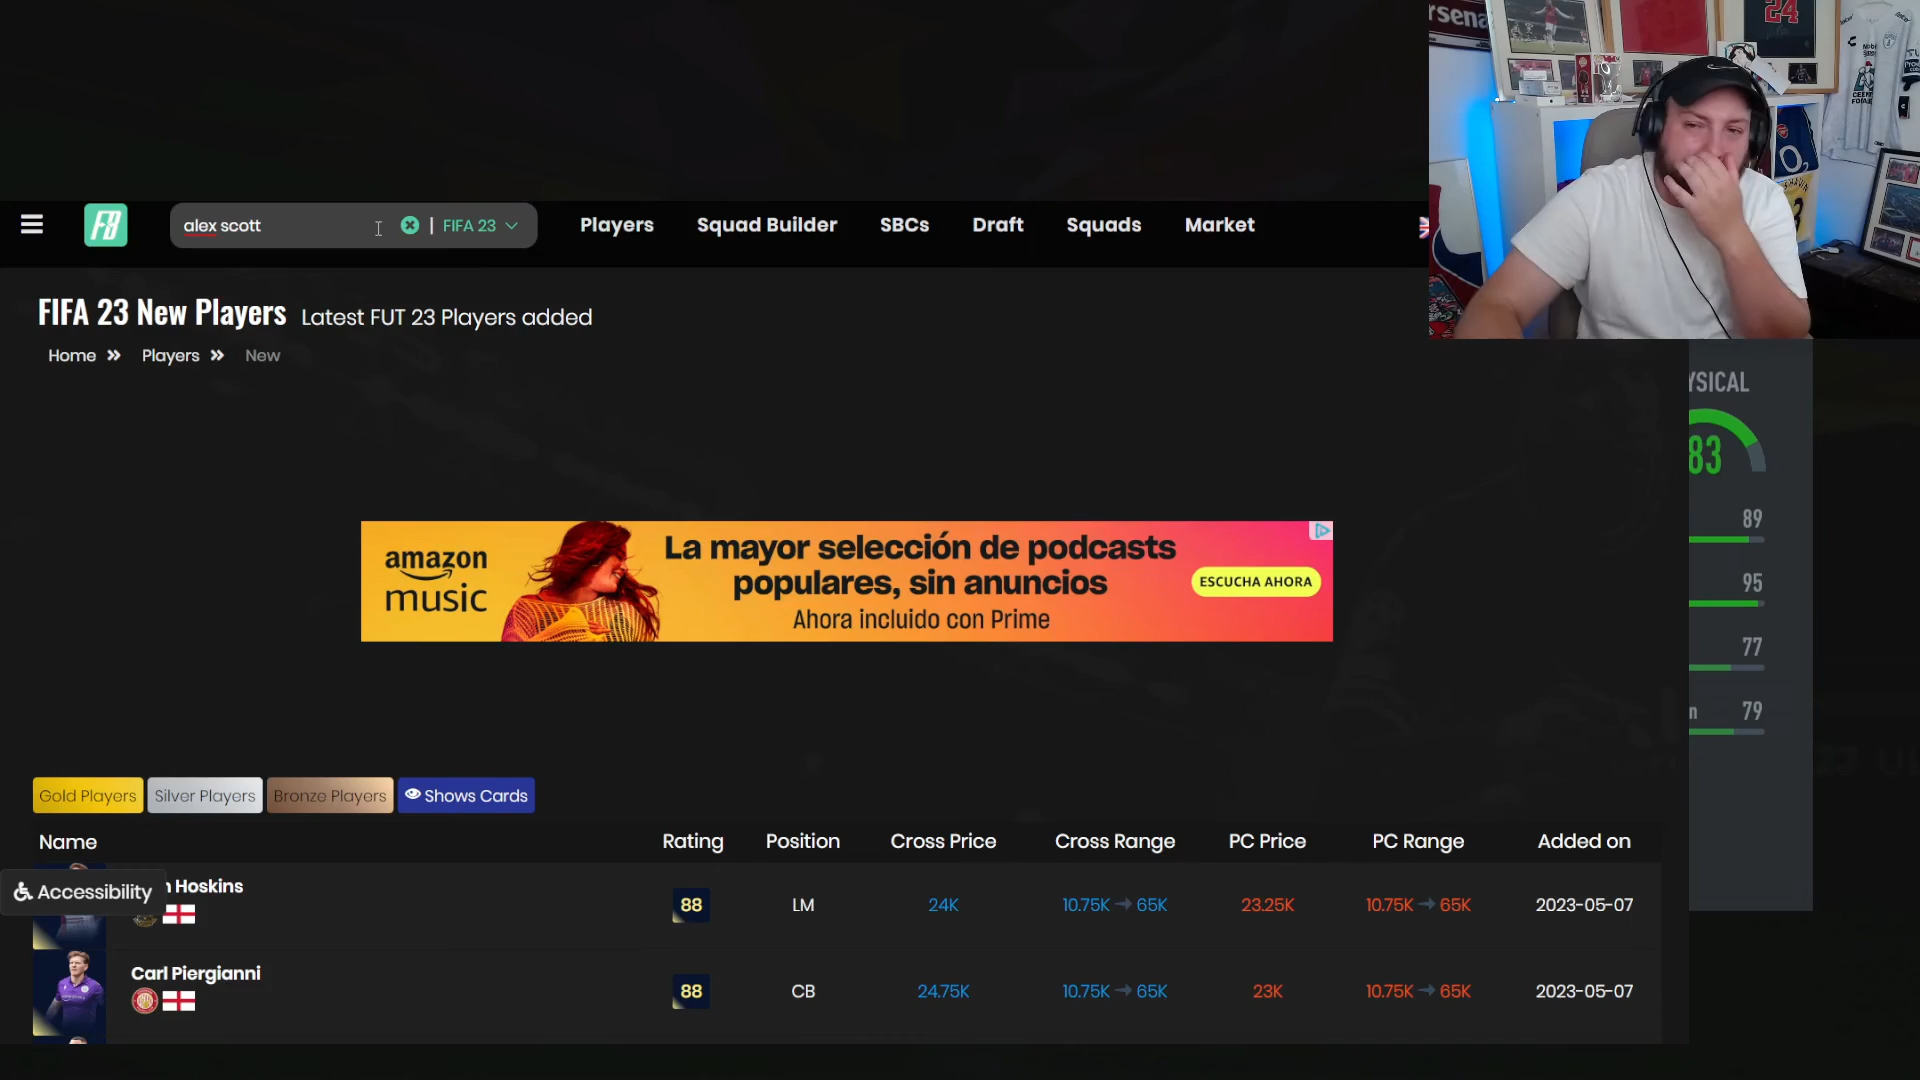 rsena
24
alex scott
| FIFA 23
Players
Squad Builder
SBCs
Draft
Squads
Market
FIFA 23 New Players
Latest FUT 23 Players added
Home » Players » New
YSICAL
83
89
95
77
n 79
amazon music
La mayor selección de podcasts
populares, sin anuncios
Ahora incluido con Prime
ESCUCHA AHORA
Gold Players
Silver Players
Bronze Players
Shows Cards
Name Rating Position Cross Price Cross Range PC Price PC Range Added on
Accessibility
n Hoskins
88 LM 24K 10.75K → 65K 23.25K 10.75K → 65K 2023-05-07
Carl Piergianni
88 CB 24.75K 10.75K → 65K 23K 10.75K → 65K 2023-05-07